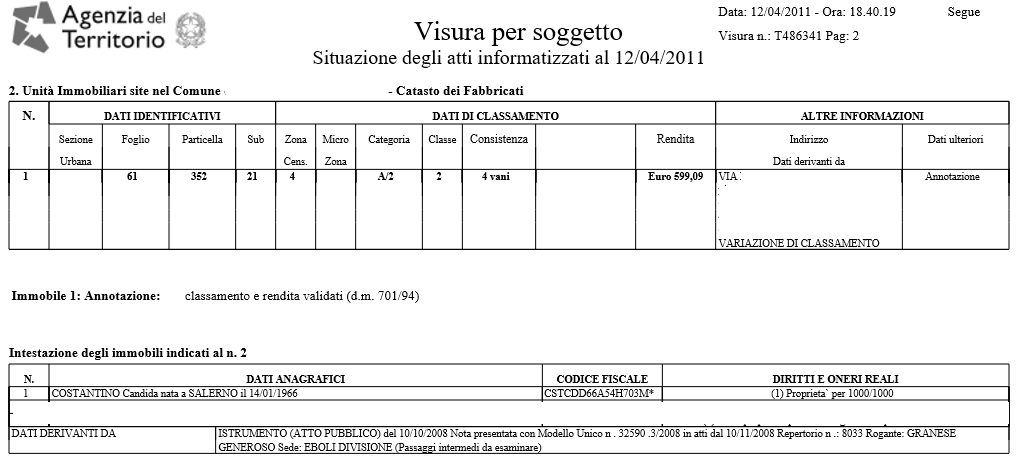 Agenzia del
Territorio
Data: 12/04/2011 - Ora: 18.40.19 Segue
Visura per soggetto
Visura n.: T486341 Pag: 2
Situazione degli atti informatizzati al 12/04/2011
2. Unità Immobiliari site nel Comune - Catasto dei Fabbricati
N. DATI IDENTIFICATIVI DATI DI CLASSAMENTO ALTRE INFORMAZIONI
Sezione Foglio Particella Sub Zona Micro Categoria Classe Consistenza Rendita Indirizzo Dati ulteriori
Urbana Cens. Zona Dati derivanti da
1 61 352 21 4 A/2 2 4 vani Euro 599,09 VIA Annotazione
VARIAZIONE DI CLASSAMENTO
Immobile 1: Annotazione: classamento e rendita validati (d.m. 701/94)
Intestazione degli immobili indicati al n. 2
N. DATI ANAGRAFICI CODICE FISCALE DIRITTI E ONERI REALI
1 COSTANTINO Candida nata a SALERNO il 14/01/1966 CSTCDD66A54H703M* (1) Proprieta` per 1000/1000
DATI DERIVANTI DA ISTRUMENTO (ATTO PUBBLICO) del 10/10/2008 Nota presentata con Modello Unico n . 32590 .3/2008 in atti dal 10/11/2008 Repertorio n .: 8033 Rogante: GRANESE
GENEROSO Sede: EBOLI DIVISIONE (Passaggi intermedi da esaminare)